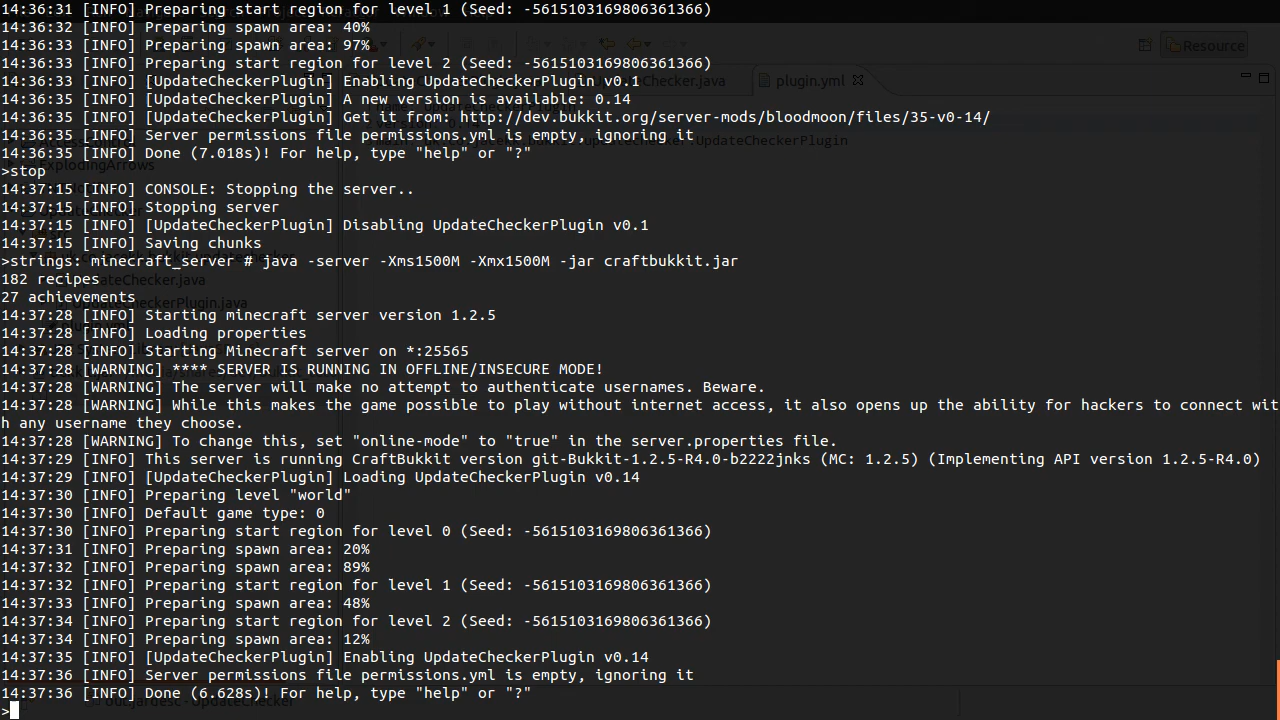 14:36:31 [INFO] Preparing start region for level 1 (Seed: -5615103169806361366)
14:36:32 [INFO] Preparing spawn area: 40%
14:36:33 [INFO] Preparing spawn area: 97%
Resource
14:36:33 [INFO] Preparing start region for level 2 (Seed: -5615103169806361366)
14:36:33 [INFO] [UpdateCheckerPlugin] Enabling UpdateCheckerPlugin v0.1
Checker.java
plugin.yml
14:36:35 [INFO] [UpdateCheckerPlugin] A new version is available: 0.14
14:36:35 [INFO] [UpdateCheckerPlugin] Get it from: http://dev.bukkit.org/server-mods/bloodmoon/files/35-v0-14/
14:36:35 [INFO] Server permissions file permissions.yml is empty, ignoring it
UpdateCheckerPlugin
14:36:35 [INFO] Done (7.018s)! For help, type "help" or "?"
ExplodingArrows
>stop
14:37:15 [INFO] CONSOLE: Stopping the server..
14:37:15 [INFO] Stopping server
14:37:15 [INFO] [UpdateCheckerPlugin] Disabling UpdateCheckerPlugin v0.1
14:37:15 [INFO] Saving chunks
>strings: minecraft_server # java -server -Xms1500M -Xmx1500M -jar craftbukkit.jar
182 recipes
27 achievements
14:37:28 [INFO] Starting minecraft server version 1.2.5
14:37:28 [INFO] Loading properties
14:37:28 [INFO] Starting Minecraft server on *:25565
14:37:28 [WARNING] **** SERVER IS RUNNING IN OFFLINE/INSECURE MODE!
14:37:28 [WARNING] The server will make no attempt to authenticate usernames. Beware.
14:37:28 [WARNING] While this makes the game possible to play without internet access, it also opens up the ability for hackers to connect wit
h any username they choose.
14:37:28 [WARNING] To change this, set "online-mode" to "true" in the server.properties file.
14:37:29 [INFO] This server is running CraftBukkit version git-Bukkit-1.2.5-R4.0-b2222jnks (MC: 1.2.5) (Implementing API version 1.2.5-R4.0)
14:37:29 [INFO] [UpdateCheckerPlugin] Loading UpdateCheckerPlugin v0.14
14:37:30 [INFO] Preparing level "world"
14:37:30 [INFO] Default game type: 0
14:37:30 [INFO] Preparing start region for level 0 (Seed: -5615103169806361366)
14:37:31 [INFO] Preparing spawn area: 20%
14:37:32 [INFO] Preparing spawn area: 89%
14:37:32 [INFO] Preparing start region for level 1 (Seed: -5615103169806361366)
14:37:33 [INFO] Preparing spawn area: 48%
14:37:34 [INFO] Preparing start region for level 2 (Seed: -5615103169806361366)
14:37:34 [INFO] Preparing spawn area: 12%
14:37:35 [INFO] [UpdateCheckerPlugin] Enabling UpdateCheckerPlugin v0.14
14:37:36 [INFO] Server permissions file permissions.yml is empty, ignoring it
14:37:36 [INFO] Done (6.628s)! For help, type "help" or "?"
out.jardesc - UpdateChecker
>